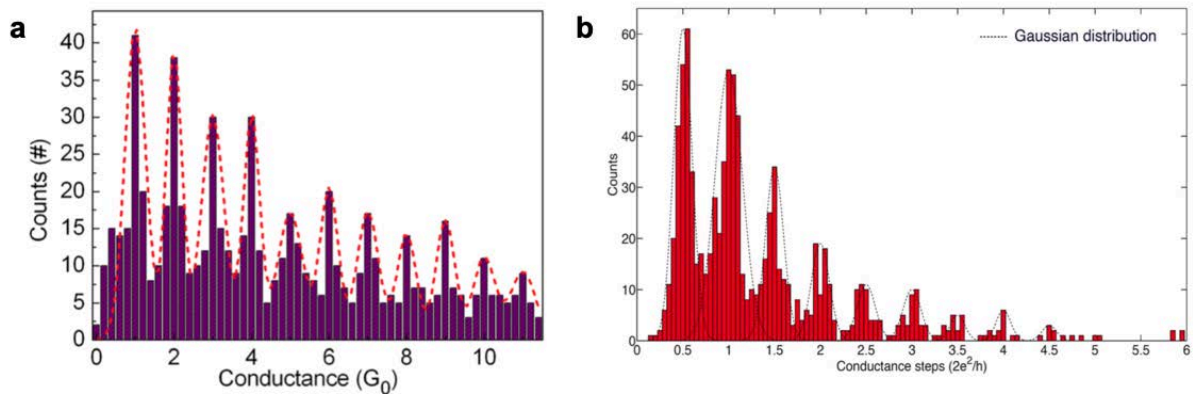 a
40
35
30
25
20
15
10
5
0
Counts (#)
0 2 4 6 8 10
Conductance (G0)
b
Gaussian distribution
60
50
40
30
20
10
0
Counts
0 0.5 1 1.5 2 2.5 3 3.5 4 4.5 5 5.5 6
Conductance steps (2e²/h)